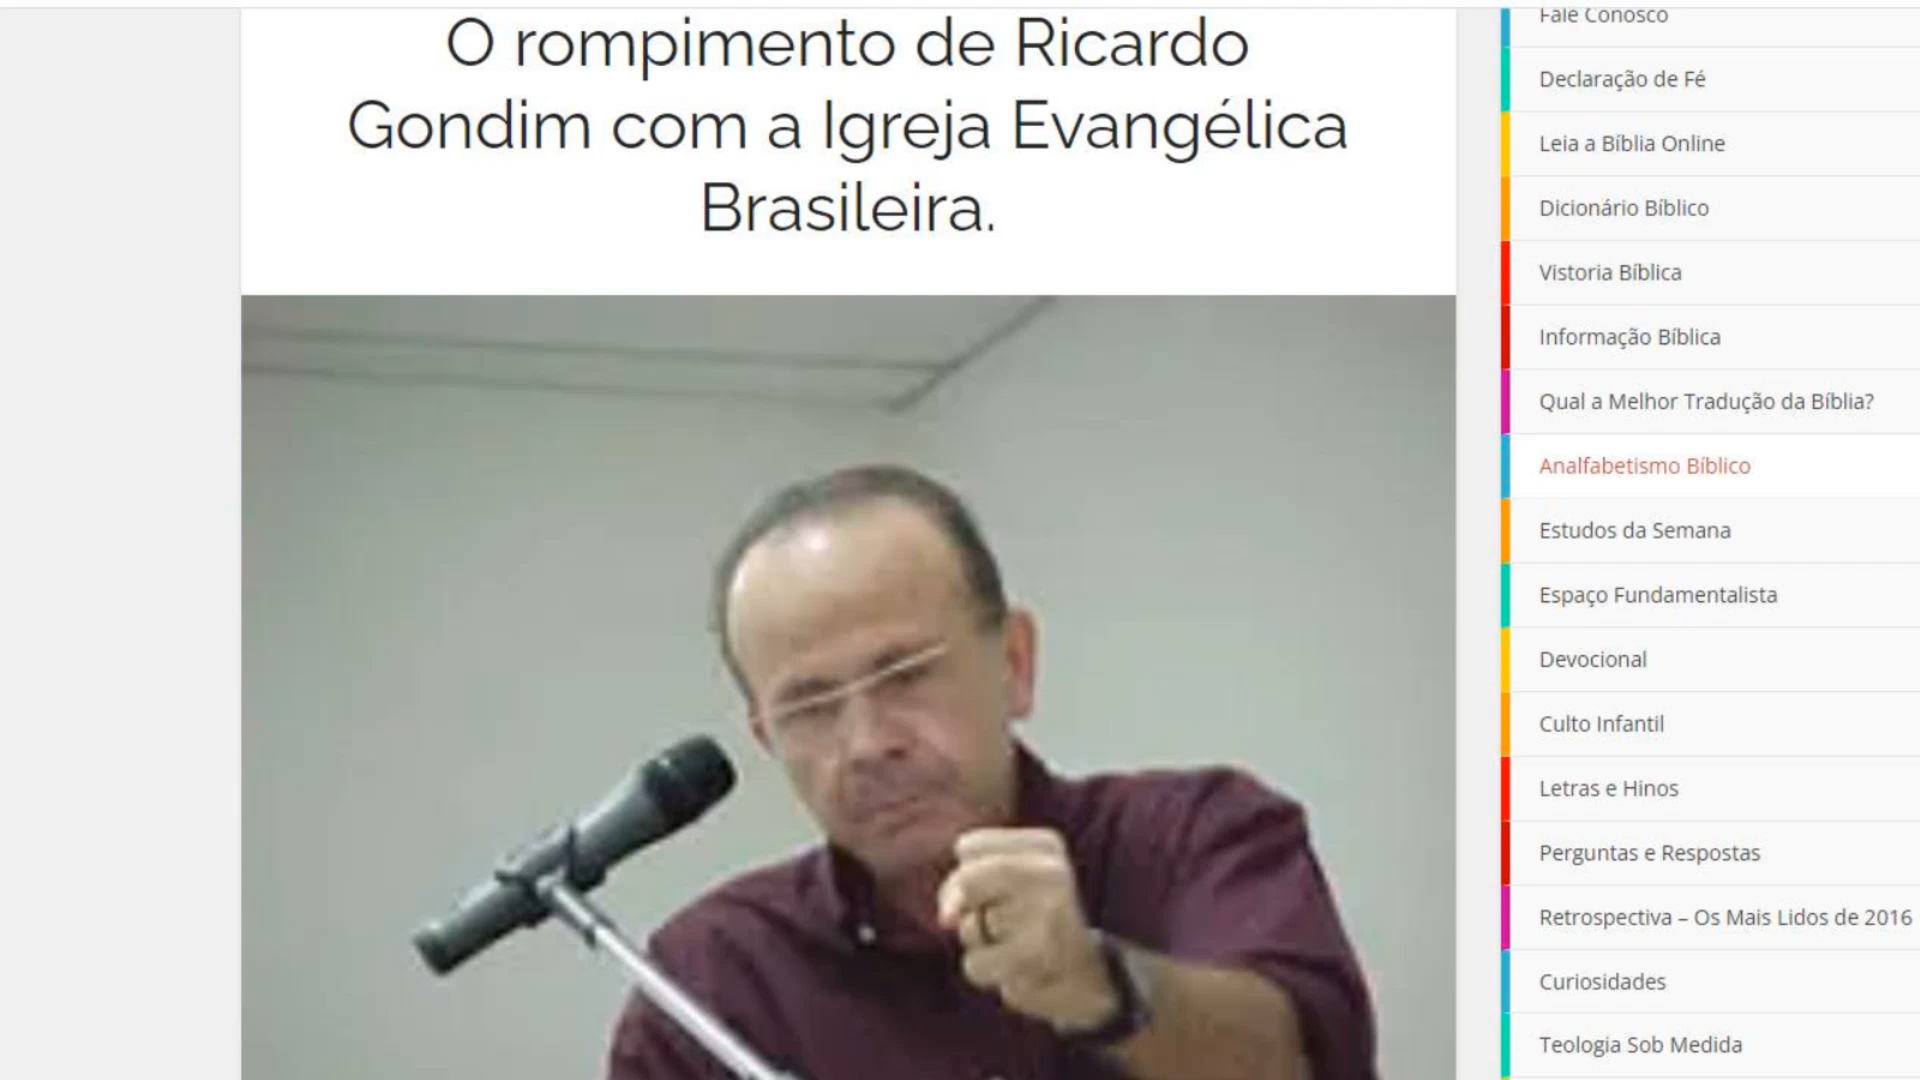 O rompimento de Ricardo
Gondim com a Igreja Evangélica
Brasileira.
Fale Conosco
Declaração de Fé
Leia a Bíblia Online
Dicionário Bíblico
Vistoria Bíblica
Informação Bíblica
Qual a Melhor Tradução da Bíblia?
Analfabetismo Bíblico
Estudos da Semana
Espaço Fundamentalista
Devocional
Culto Infantil
Letras e Hinos
Perguntas e Respostas
Retrospectiva – Os Mais Lidos de 2016
Curiosidades
Teologia Sob Medida